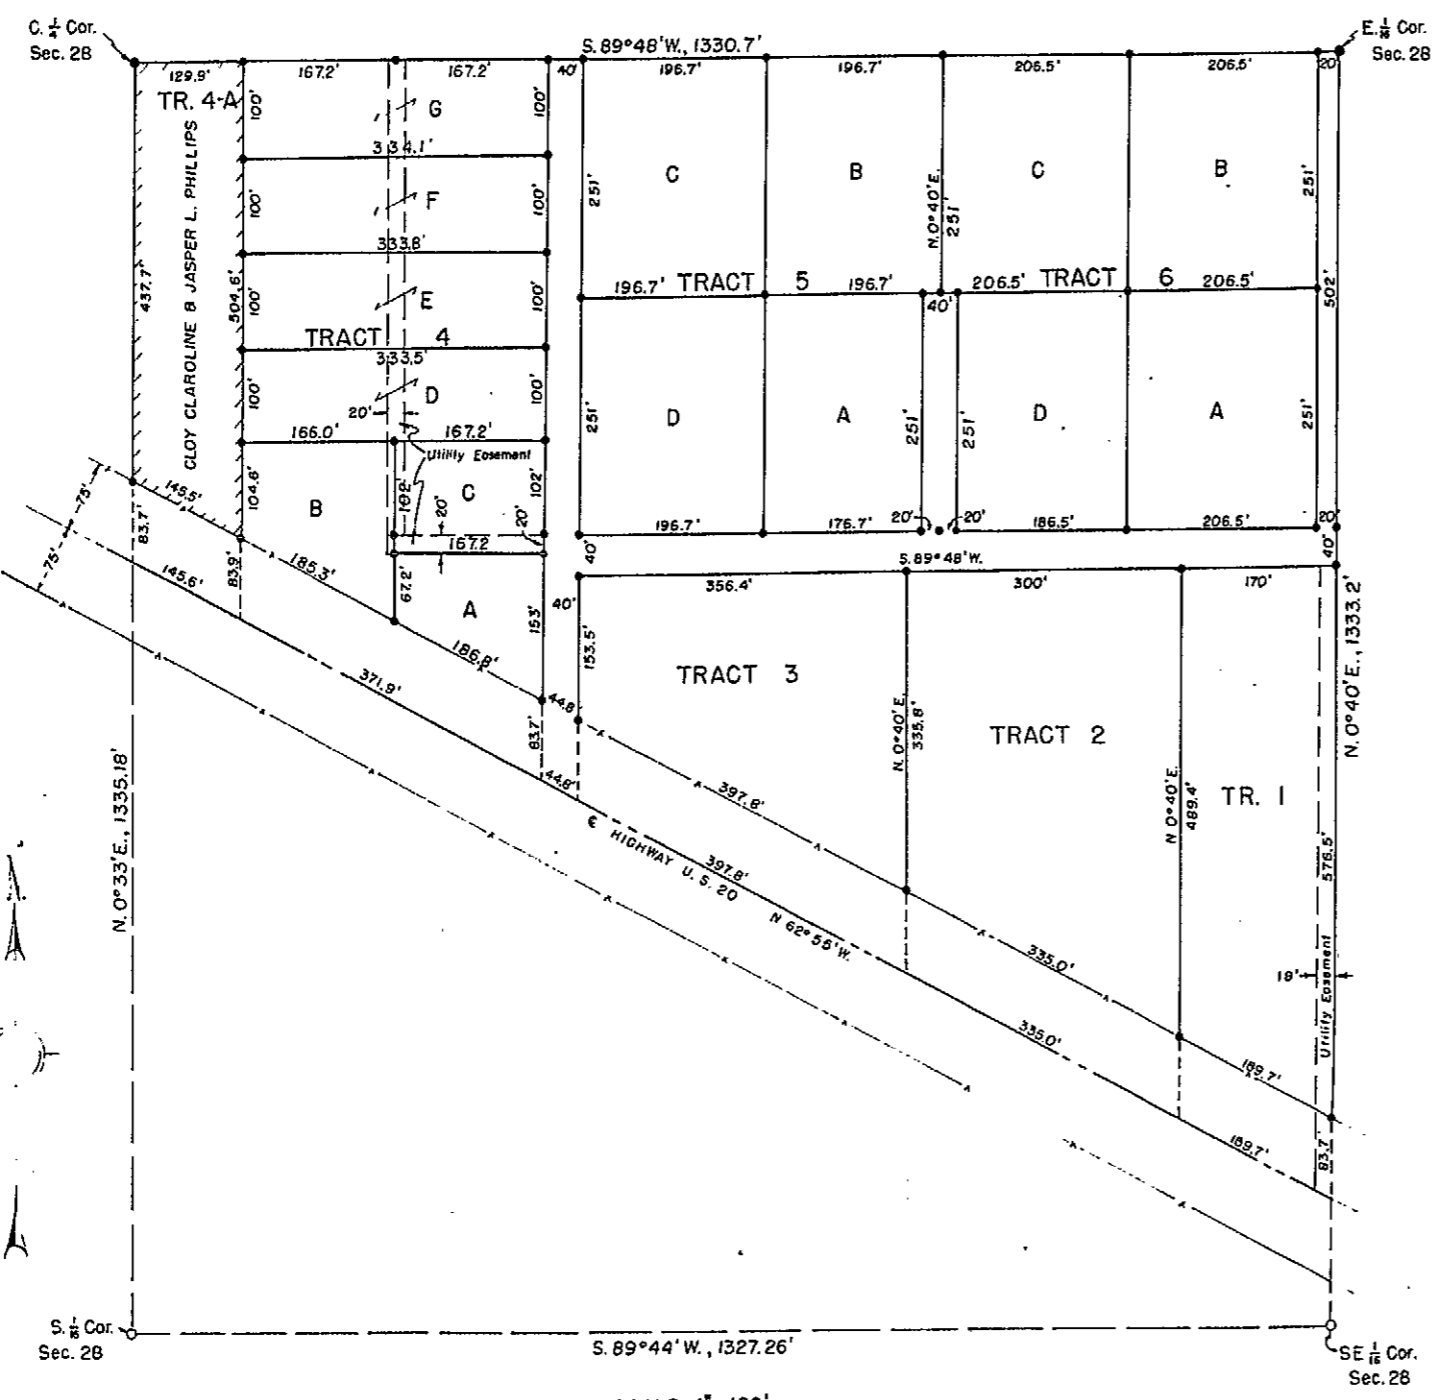 C. 1/4 Cor.
Sec. 28
S. 89°48'W., 1330.7'
E. 1/16 Cor.
Sec. 28
129.9'
167.2'
167.2'
40'
196.7'
196.7'
206.5'
206.5'
20'
TR. 4-A
CLOY CLAROLINE & JASPER L. PHILLIPS
437.7'
504.6'
100'
100'
G
334.1'
100'
100'
F
333.8'
100'
100'
E
TRACT 4
333.5'
100'
100'
D
20'
166.0'
167.2'
Utility Easement
104.6'
B
102'
C
102'
20'
20'
167.2
67.2'
A
153'
C
B
C
B
251'
N. 0°40'E.
251'
251'
196.7'
TRACT 5
196.7'
206.5'
TRACT 6
206.5'
502'
40'
251'
D
A
251'
251'
D
A
251'
196.7'
176.7'
20'
20'
186.5'
206.5'
20'
40'
S. 89°48'W.
40'
356.4'
300'
170'
40'
153.5'
TRACT 3
N. 0°40'E.
335.8'
TRACT 2
N 0°40'E.
489.4'
TR. 1
576.5'
N. 0°40'E., 1333.2'
19'
Utility Easement
75'
75'
145.5'
83.7'
145.6'
83.9'
185.3'
186.8'
371.9'
83.7'
44.8'
44.8'
397.8'
397.8'
℄ HIGHWAY U.S. 20
N 62°55'W.
335.0'
335.0'
189.7'
189.7'
83.7'
N. 0°33'E., 1335.18'
S. 1/16 Cor.
Sec. 28
S. 89°44'W., 1327.26'
SE 1/16 Cor.
Sec. 28